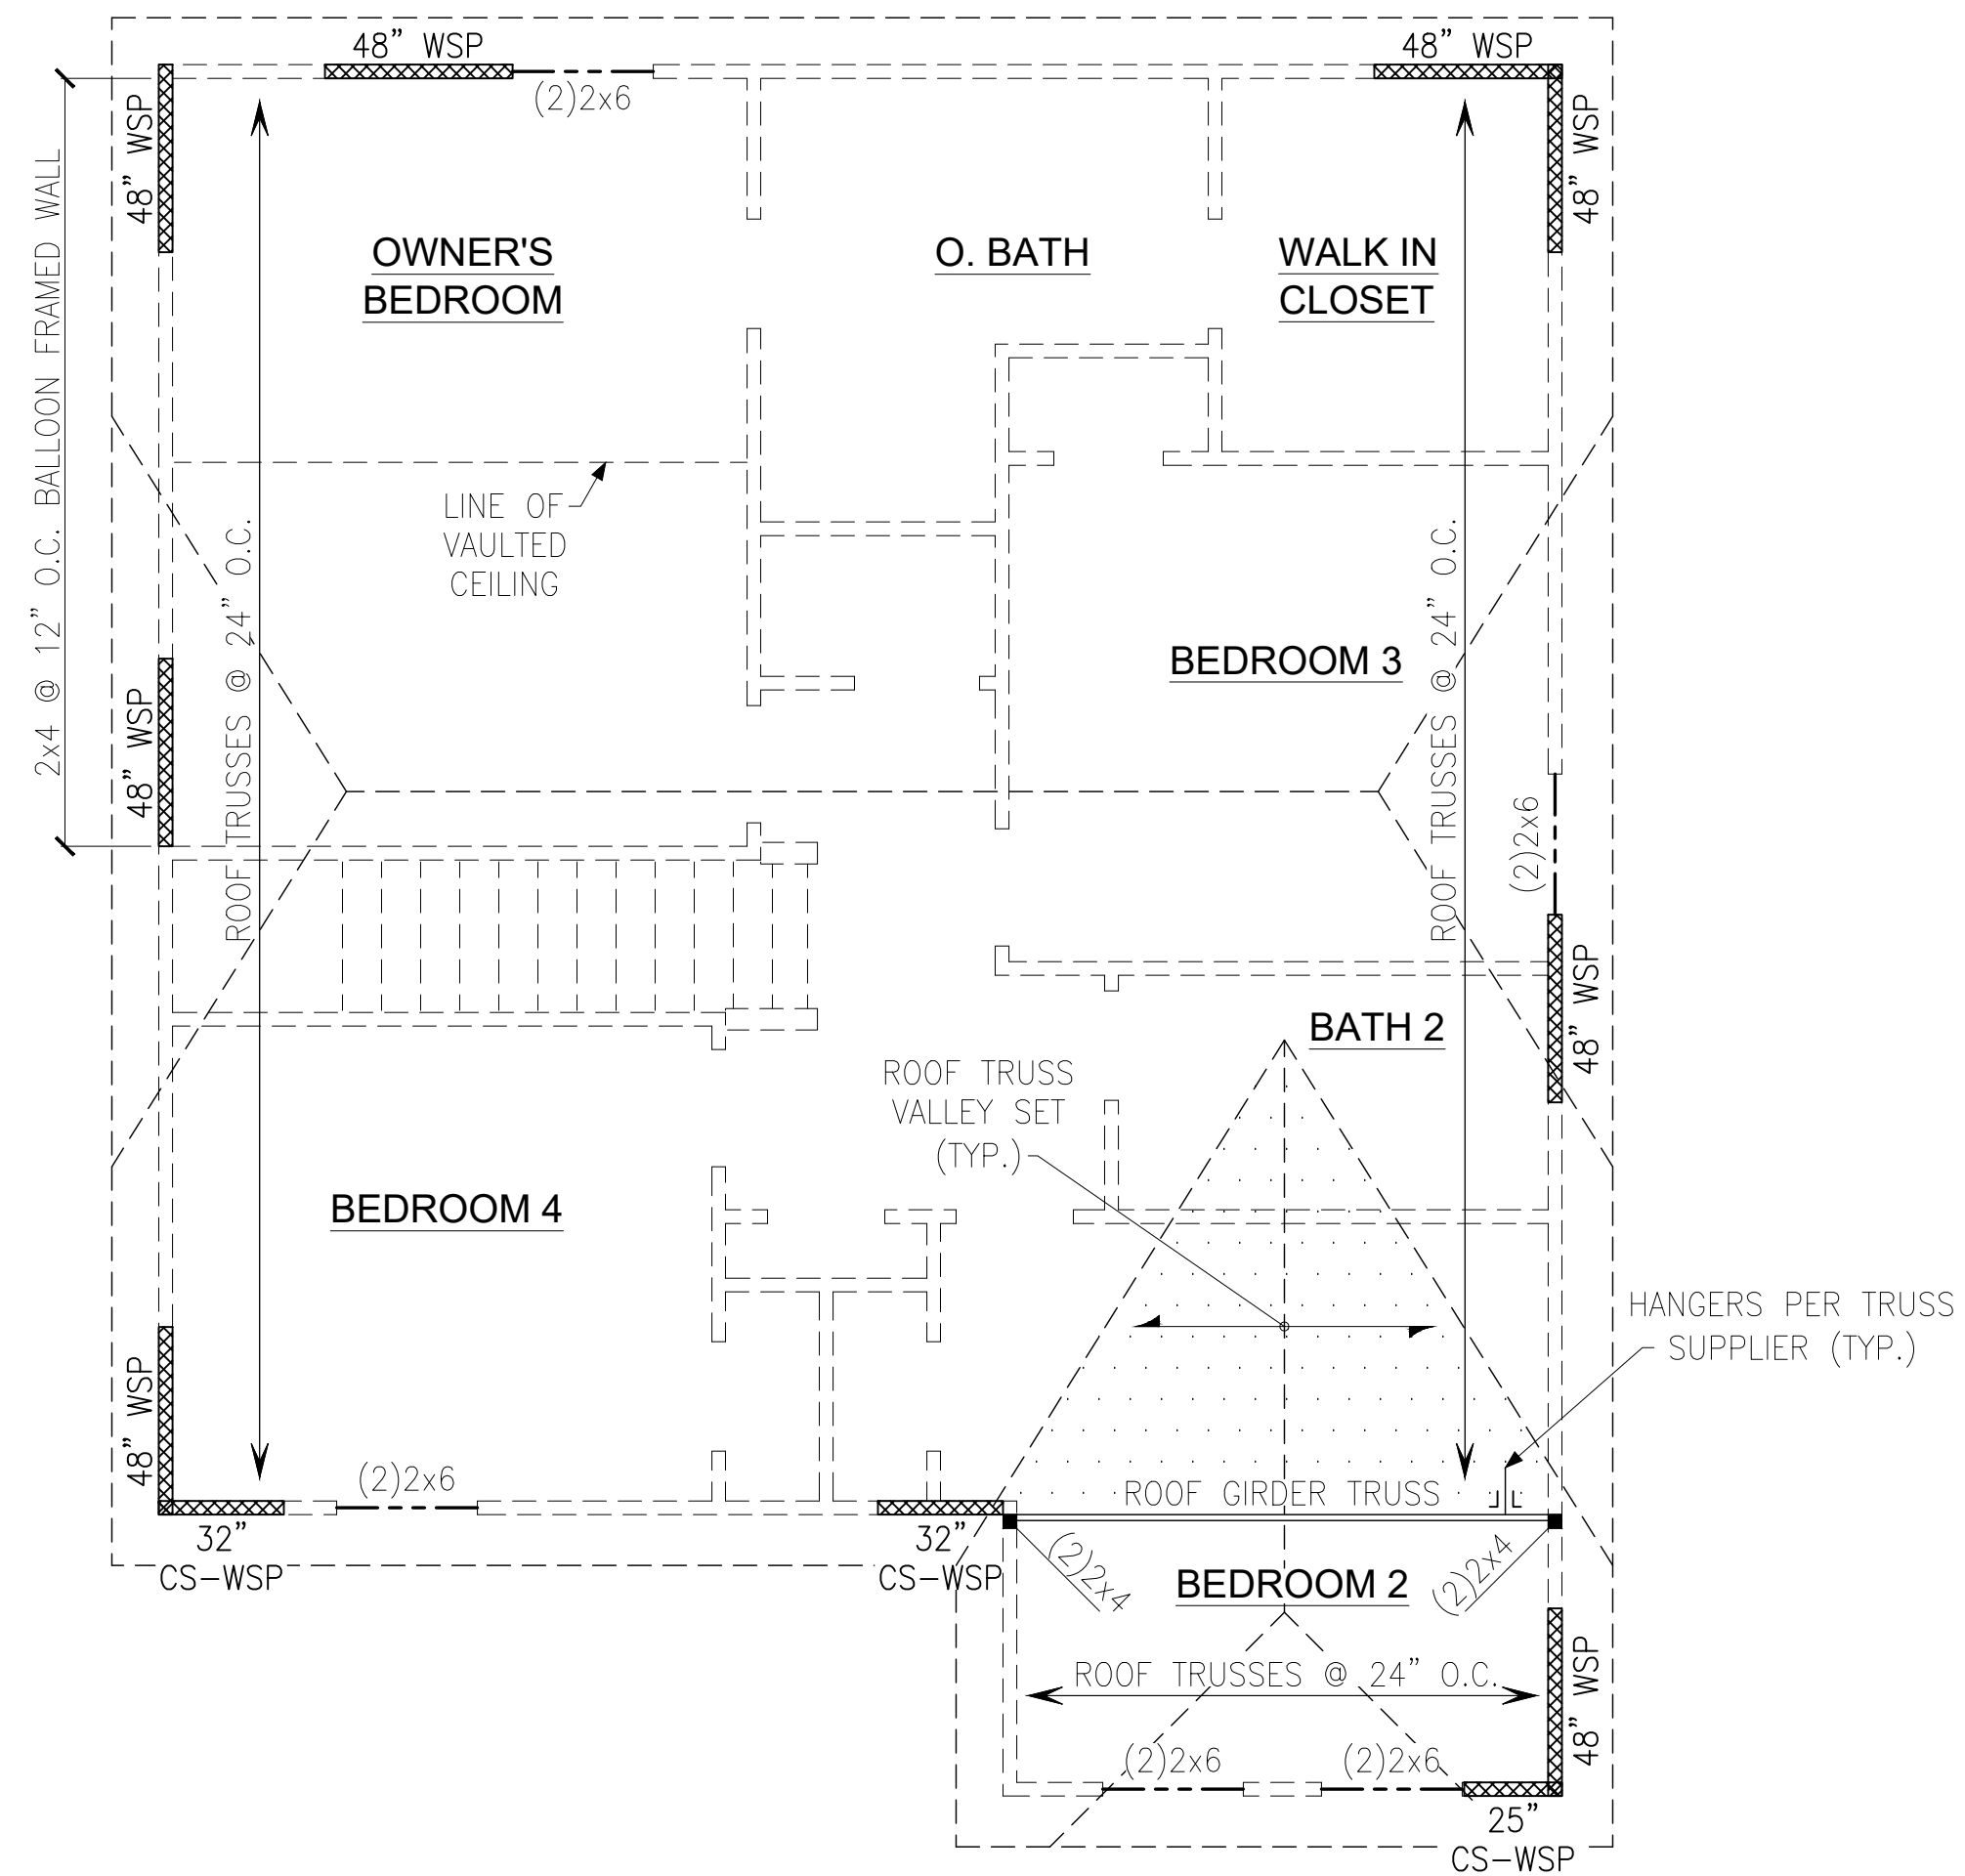 48” WSP
48” WSP
(2)2x6
48” WSP
48” WSP
2x4 @ 12” O.C. BALLOON FRAMED WALL
OWNER'S
BEDROOM
O. BATH
WALK IN
CLOSET
LINE OF
VAULTED
CEILING
ROOF TRUSSES @ 24” O.C.
ROOF TRUSSES @ 24” O.C.
BEDROOM 3
48” WSP
(2)2x6
48” WSP
BATH 2
ROOF TRUSS
VALLEY SET
(TYP.)
BEDROOM 4
HANGERS PER TRUSS
SUPPLIER (TYP.)
48” WSP
(2)2x6
ROOF GIRDER TRUSS
32”
CS-WSP
32”
CS-WSP
(2)2x4
(2)2x4
BEDROOM 2
ROOF TRUSSES @ 24” O.C.
48” WSP
(2)2x6
(2)2x6
25”
CS-WSP